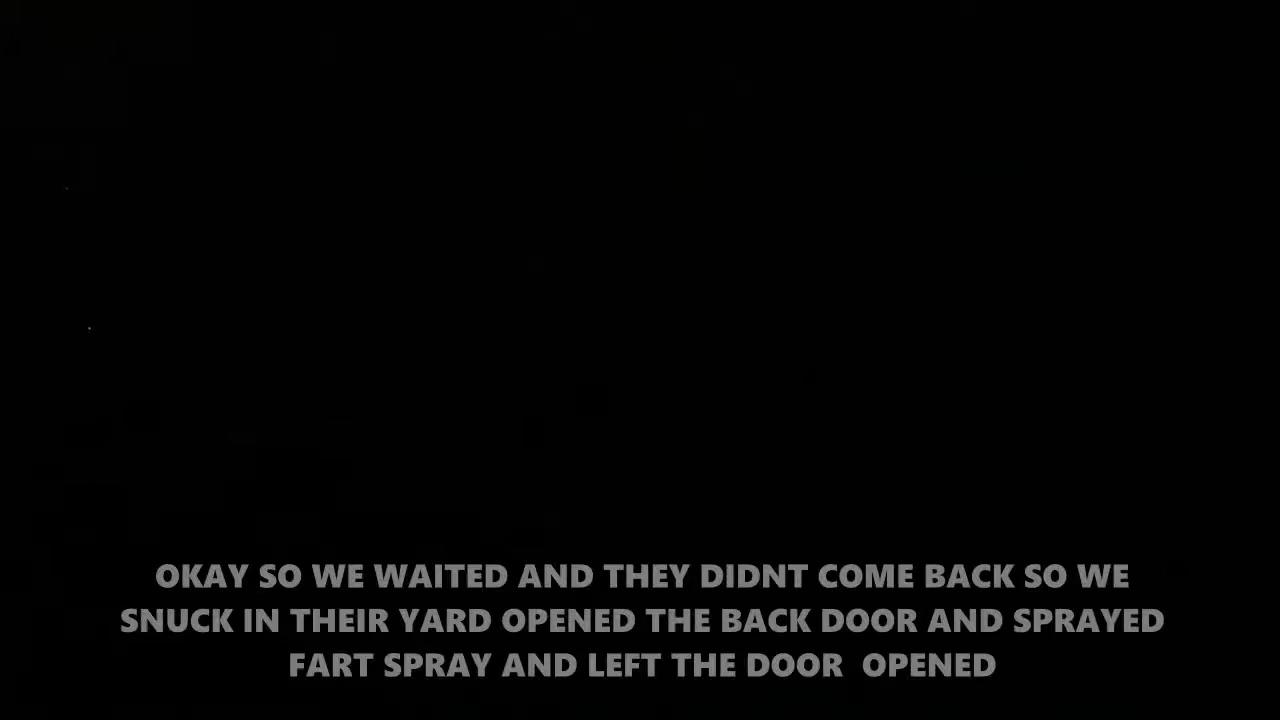 OKAY SO WE WAITED AND THEY DIDNT COME BACK SO WE
SNUCK IN THEIR YARD OPENED THE BACK DOOR AND SPRAYED
FART SPRAY AND LEFT THE DOOR  OPENED